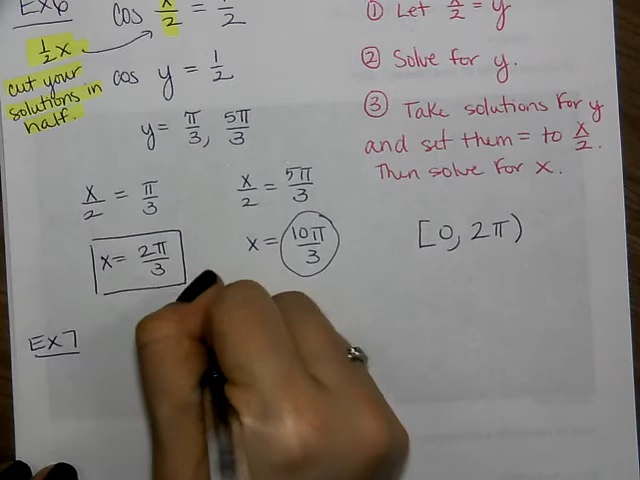 Ex6
cos x/2 = 1/2
1/2 x
cut your
solutions in
half.
cos y = 1/2
y = π/3, 5π/3
x/2 = π/3
x/2 = 5π/3
x = 2π/3
x = 10π/3
① Let x/2 = y
② Solve for y.
③ Take solutions for y
and set them = to x/2.
Then solve for x.
[0, 2π)
Ex7